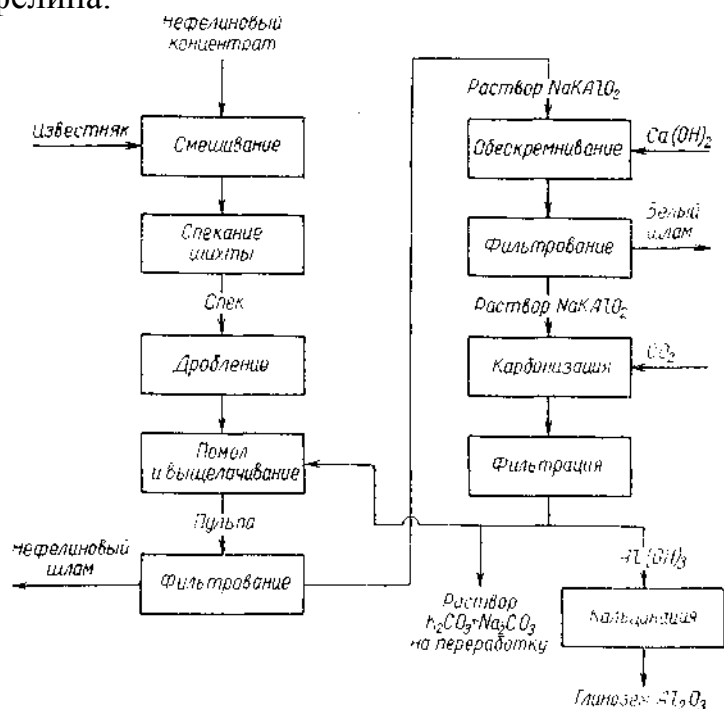 Нефелиновый
концентрат
Известняк
Смешивание
Спекание
шихты
Спек
Дробление
Помол
и выщелачивание
Пульпа
Нефелиновый
шлам
Фильтрование
Раствор NaKAlO₂
Обескремнивание
Ca(OH)₂
Фильтрование
Белый
шлам
Раствор NaKAlO₂
Карбонизация
CO₂
Фильтрация
Раствор
K₂CO₃+Na₂CO₃
на переработку
Al(OH)₃
Кальцинация
Глинозем Al₂O₃